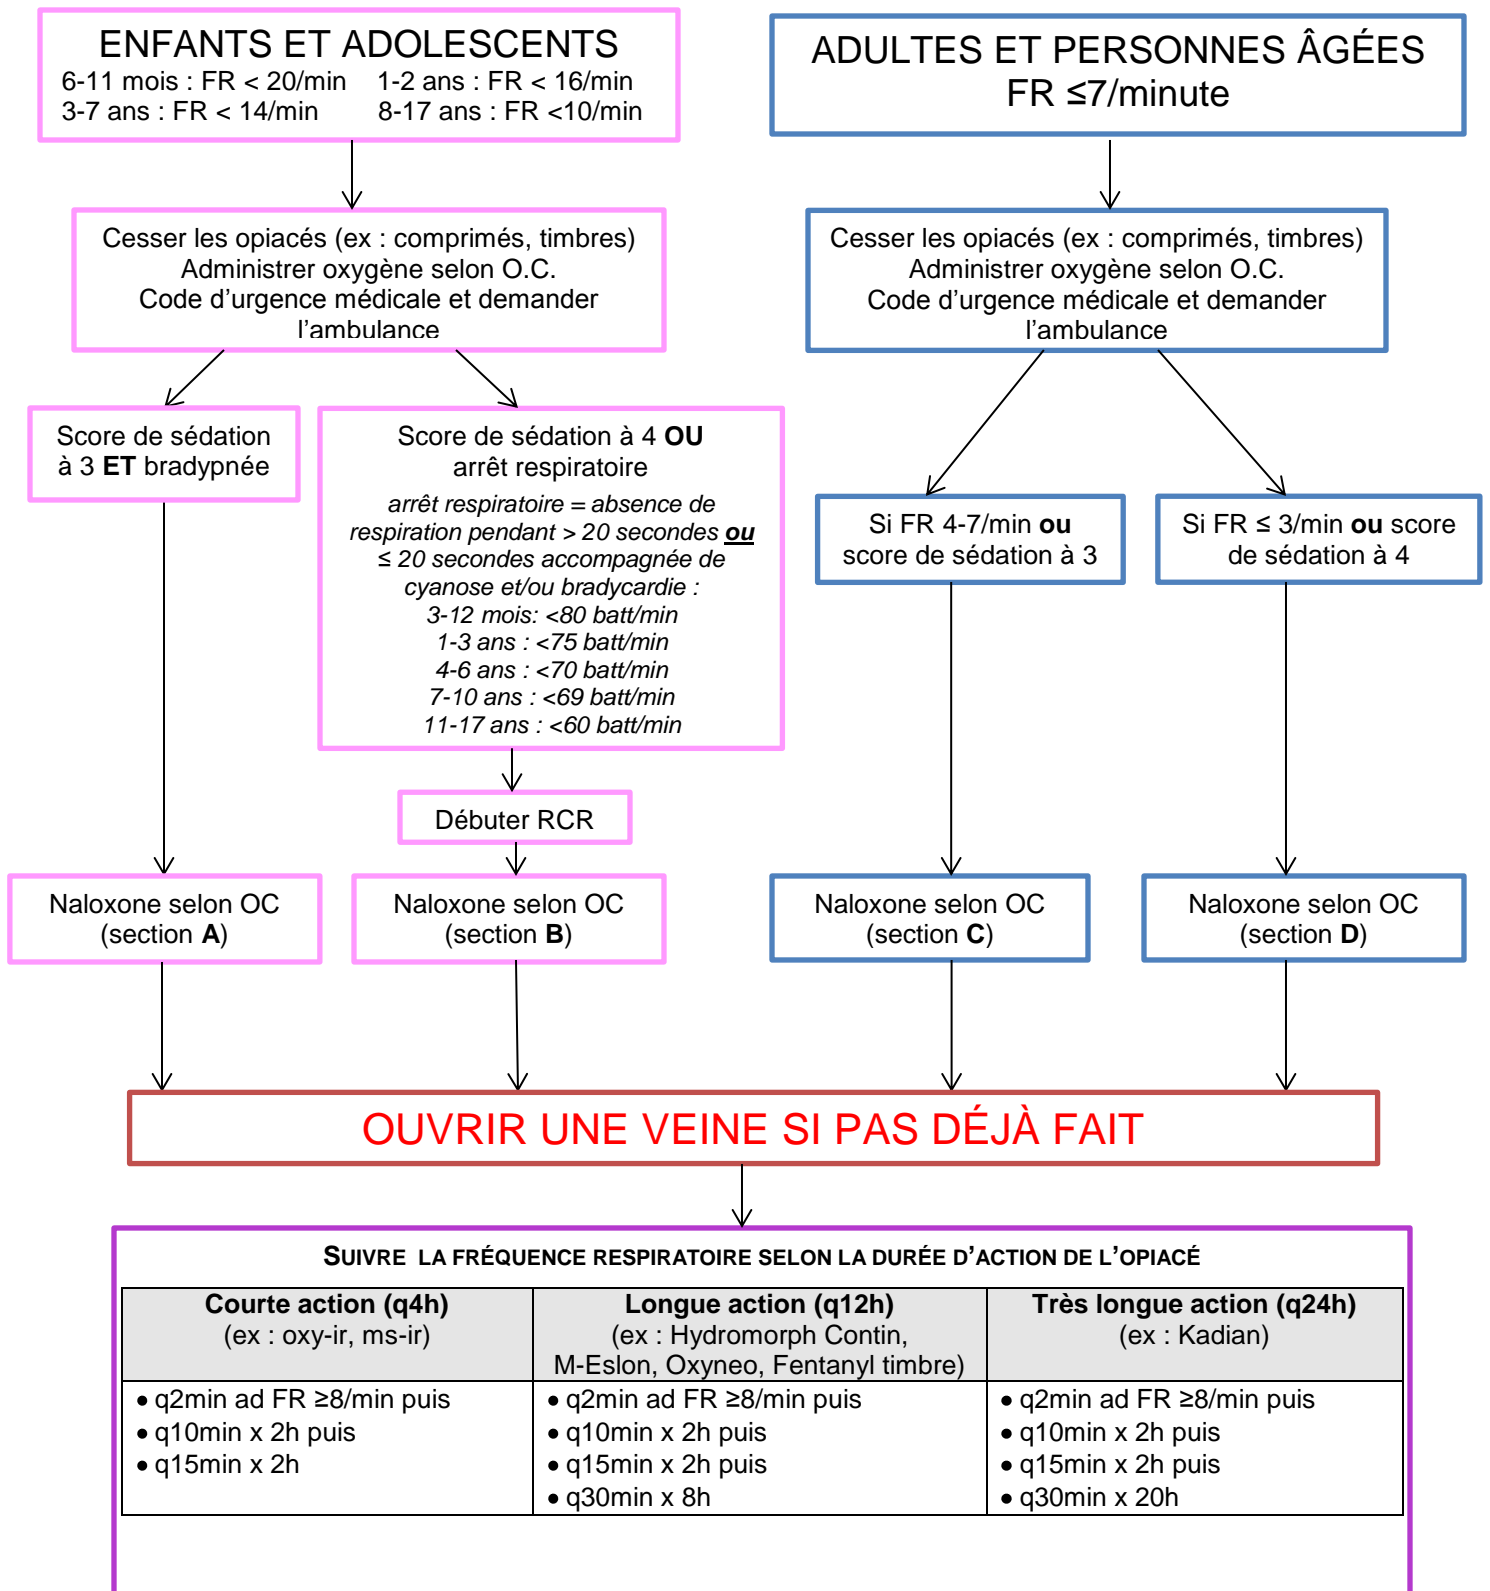 ENFANTS ET ADOLESCENTS
6-11 mois : FR < 20/min 1-2 ans : FR < 16/min
3-7 ans : FR < 14/min 8-17 ans : FR <10/min
ADULTES ET PERSONNES ÂGÉES
FR ≤7/minute
Cesser les opiacés (ex : comprimés, timbres)
Administrer oxygène selon O.C.
Code d'urgence médicale et demander
l'ambulance
Cesser les opiacés (ex : comprimés, timbres)
Administrer oxygène selon O.C.
Code d'urgence médicale et demander
l'ambulance
Score de sédation
à 3 ET bradypnée
Score de sédation à 4 OU
arrêt respiratoire
arrêt respiratoire = absence de
respiration pendant > 20 secondes ou
≤ 20 secondes accompagnée de
cyanose et/ou bradycardie :
3-12 mois: <80 batt/min
1-3 ans : <75 batt/min
4-6 ans : <70 batt/min
7-10 ans : <69 batt/min
11-17 ans : <60 batt/min
Si FR 4-7/min ou
score de sédation à 3
Si FR ≤ 3/min ou score
de sédation à 4
Débuter RCR
Naloxone selon OC
(section A)
Naloxone selon OC
(section B)
Naloxone selon OC
(section C)
Naloxone selon OC
(section D)
OUVRIR UNE VEINE SI PAS DÉJÀ FAIT
SUIVRE LA FRÉQUENCE RESPIRATOIRE SELON LA DURÉE D'ACTION DE L'OPIACÉ
Courte action (q4h)
(ex : oxy-ir, ms-ir)
Longue action (q12h)
(ex : Hydromorph Contin,
M-Eslon, Oxyneo, Fentanyl timbre)
Très longue action (q24h)
(ex : Kadian)
• q2min ad FR ≥8/min puis
• q10min x 2h puis
• q15min x 2h
• q2min ad FR ≥8/min puis
• q10min x 2h puis
• q15min x 2h puis
• q30min x 8h
• q2min ad FR ≥8/min puis
• q10min x 2h puis
• q15min x 2h puis
• q30min x 20h